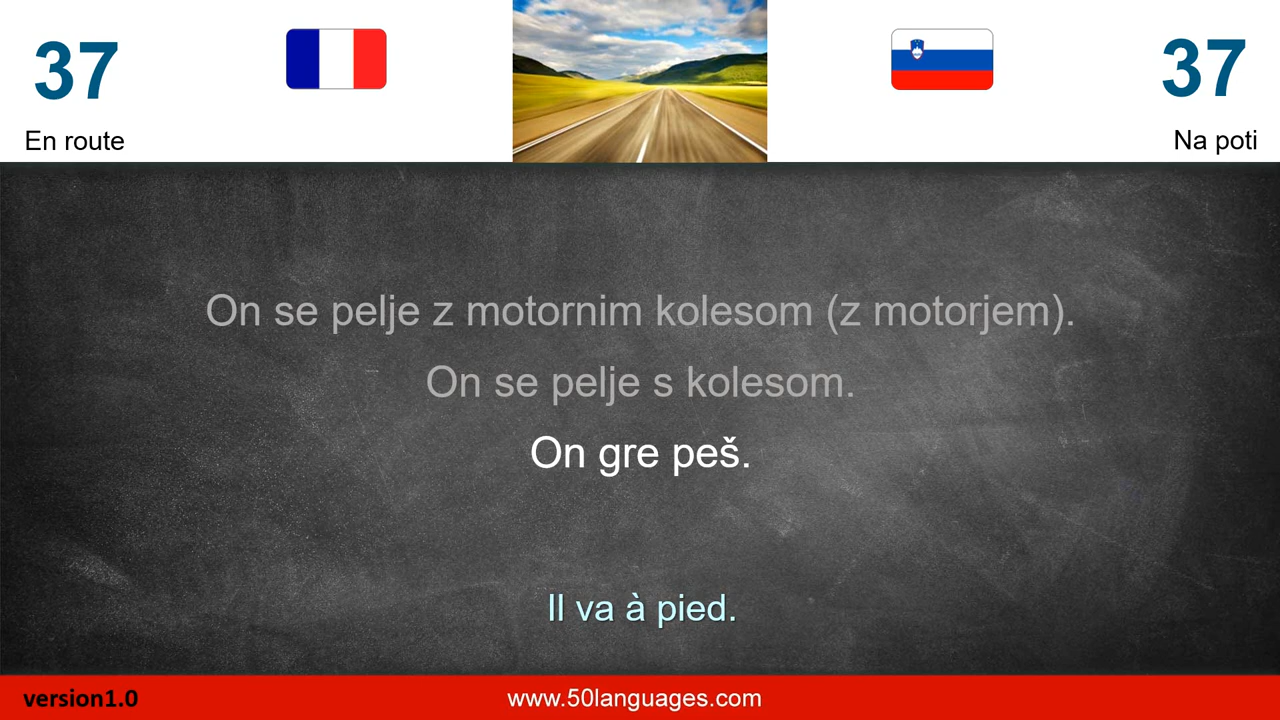 37
37
En route
Na poti
On se pelje z motornim kolesom (z motorjem).
On se pelje s kolesom.
On gre peš.
Il va à pied.
version1.0
www.50languages.com